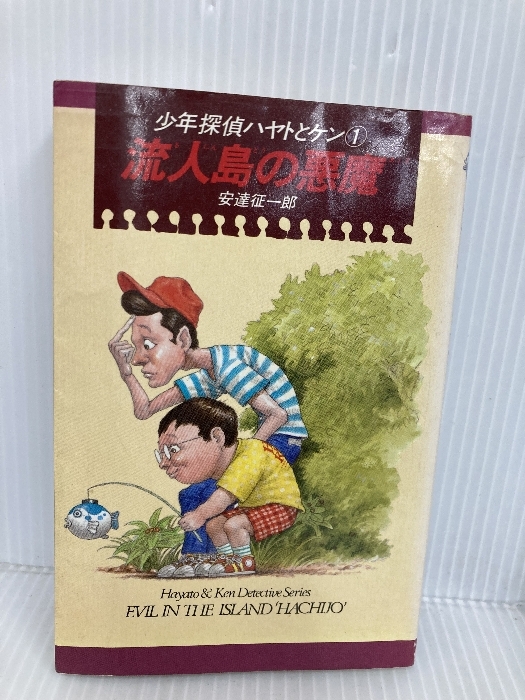 少年探偵ハヤトとケン①
流人島の悪魔
安達征一郎
Hayato & Ken Detective Series
EVIL IN THE ISLAND 'HACHIJO'